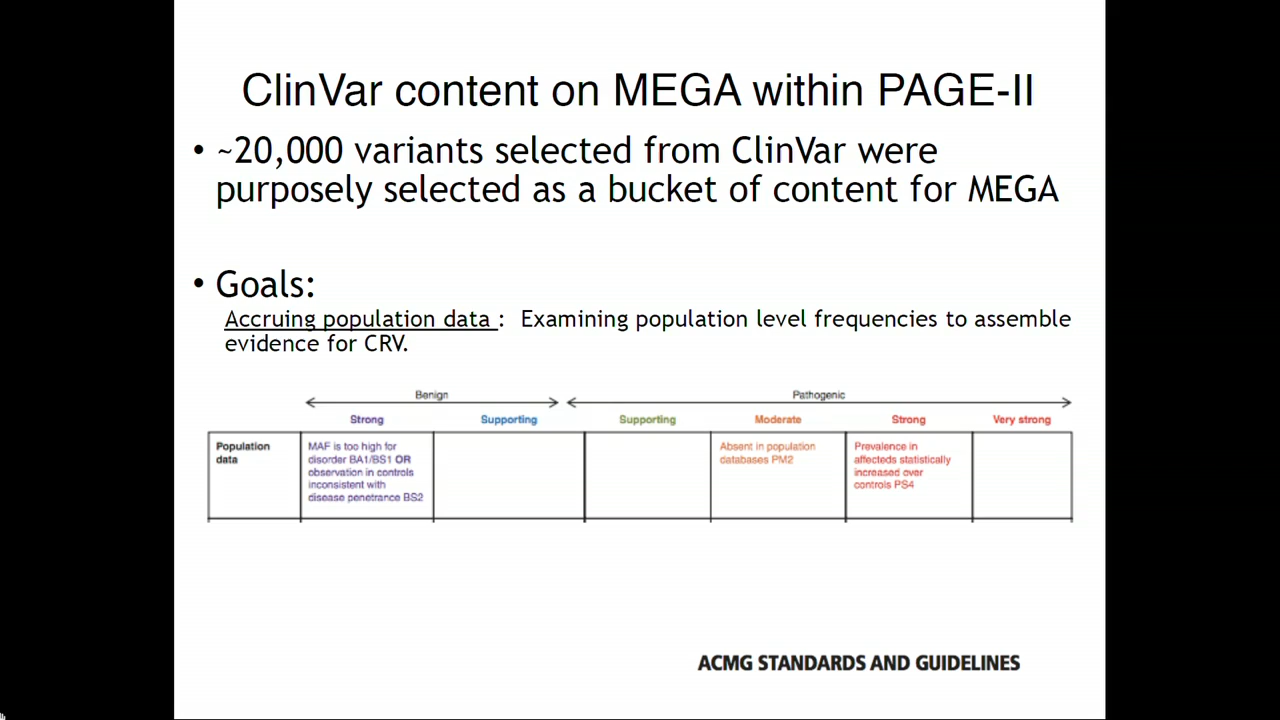 ClinVar content on MEGA within PAGE-II
• ~20,000 variants selected from ClinVar were
purposely selected as a bucket of content for MEGA
• Goals:
Accruing population data : Examining population level frequencies to assemble
evidence for CRV.
Benign Pathogenic
Strong Supporting Supporting Moderate Strong Very strong
Population
data
MAF is too high for
disorder BA1/BS1 OR
observation in controls
inconsistent with
disease penetrance BS2
Absent in population
databases PM2
Prevalence in
affecteds statistically
increased over
controls PS4
ACMG STANDARDS AND GUIDELINES